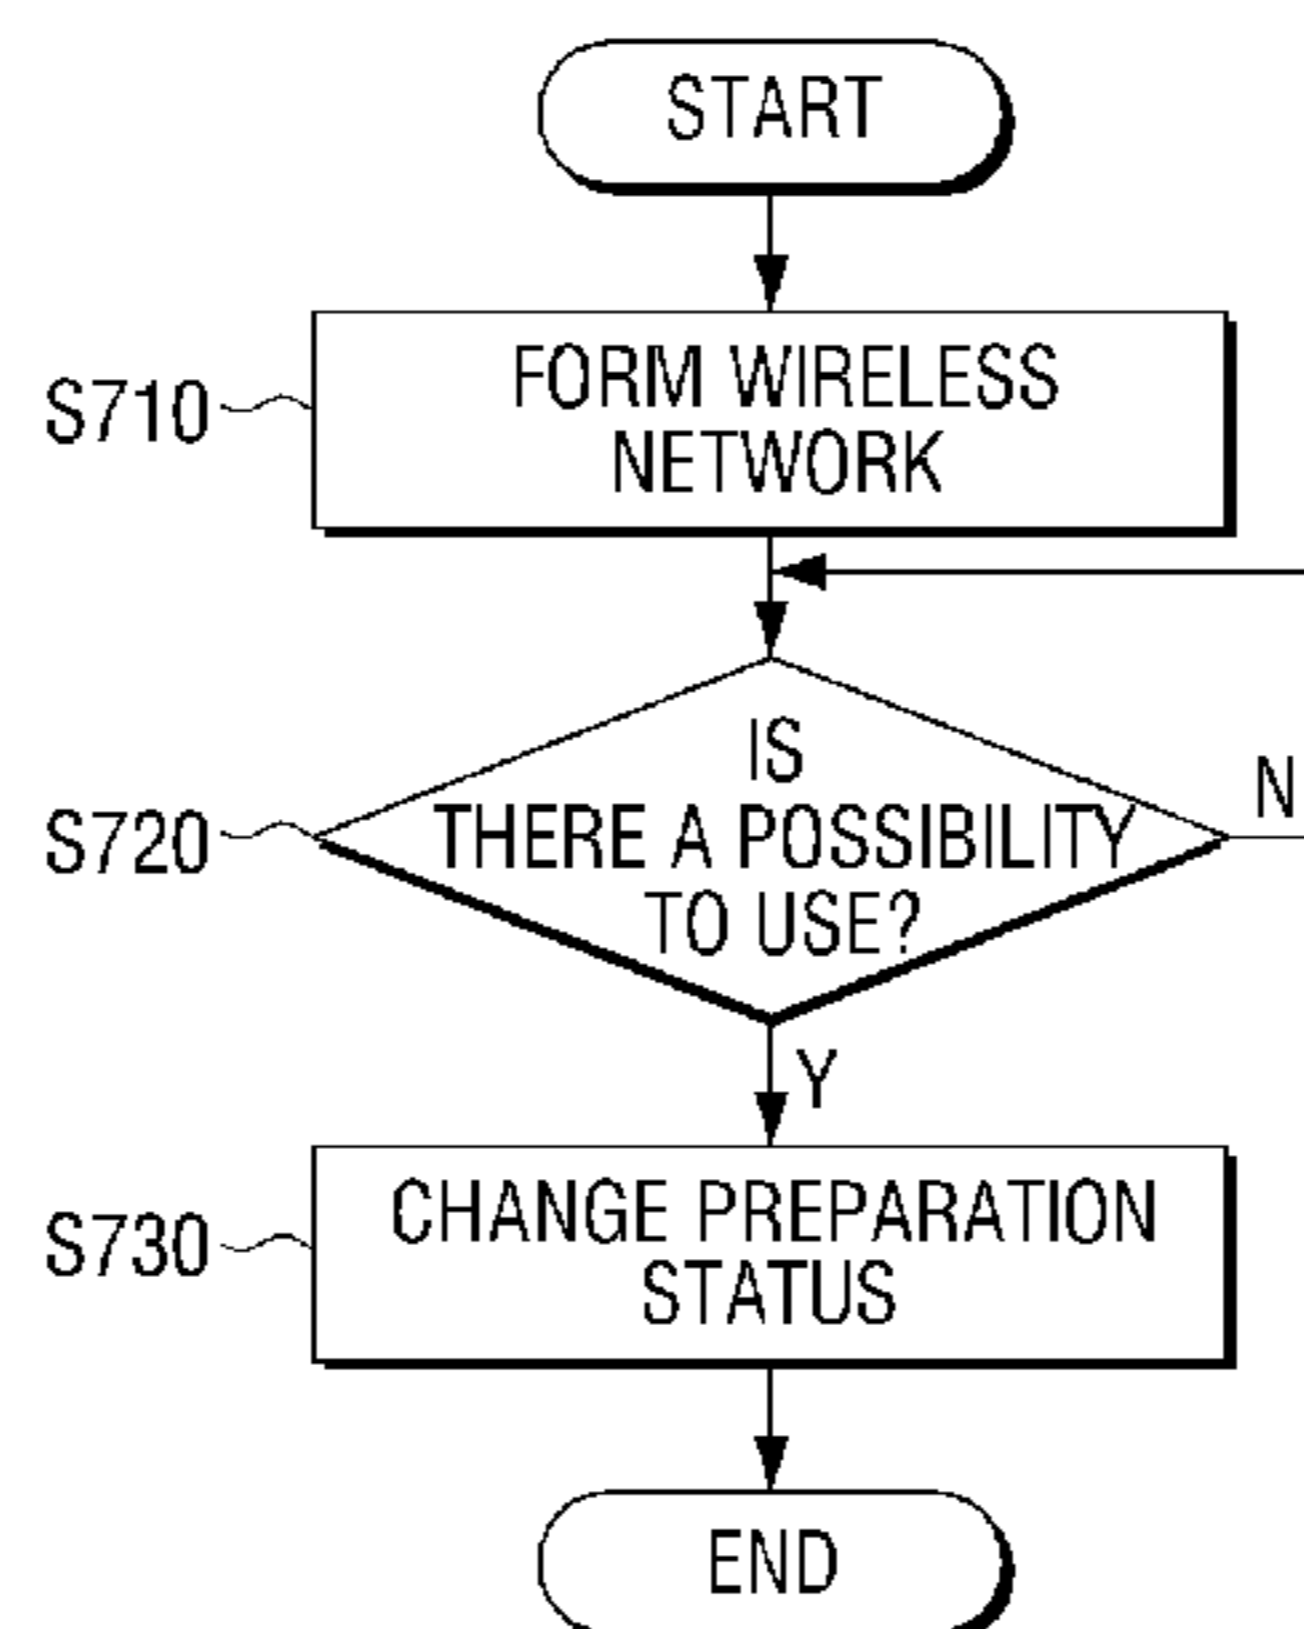 START
S710
FORM WIRELESS
NETWORK
S720
IS
THERE A POSSIBILITY
TO USE?
N
Y
S730
CHANGE PREPARATION
STATUS
END